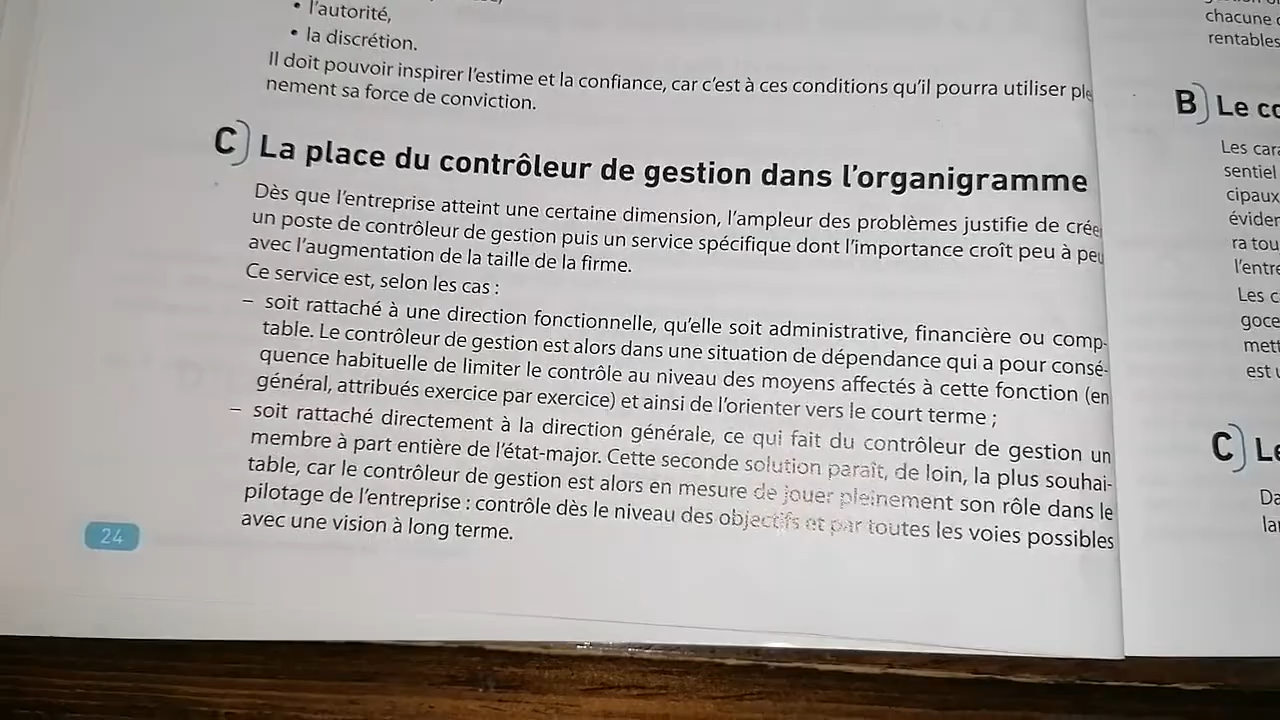 • l'autorité,
• la discrétion.
Il doit pouvoir inspirer l'estime et la confiance, car c'est à ces conditions qu'il pourra utiliser ple
nement sa force de conviction.
C) La place du contrôleur de gestion dans l'organigramme
Dès que l'entreprise atteint une certaine dimension, l'ampleur des problèmes justifie de crée
un poste de contrôleur de gestion puis un service spécifique dont l'importance croît peu à peu
avec l'augmentation de la taille de la firme.
Ce service est, selon les cas :
– soit rattaché à une direction fonctionnelle, qu'elle soit administrative, financière ou comp-
table. Le contrôleur de gestion est alors dans une situation de dépendance qui a pour consé-
quence habituelle de limiter le contrôle au niveau des moyens affectés à cette fonction (en
général, attribués exercice par exercice) et ainsi de l'orienter vers le court terme ;
– soit rattaché directement à la direction générale, ce qui fait du contrôleur de gestion un
membre à part entière de l'état-major. Cette seconde solution paraît, de loin, la plus souhai-
table, car le contrôleur de gestion est alors en mesure de jouer pleinement son rôle dans le
pilotage de l'entreprise : contrôle dès le niveau des objectifs et par toutes les voies possibles
avec une vision à long terme.
24
chacune
rentables
B) Le co
Les cara
sentiel
cipaux
éviden
ra tou
l'entre
Les c
goce
mett
est u
C) Le
Da
lar